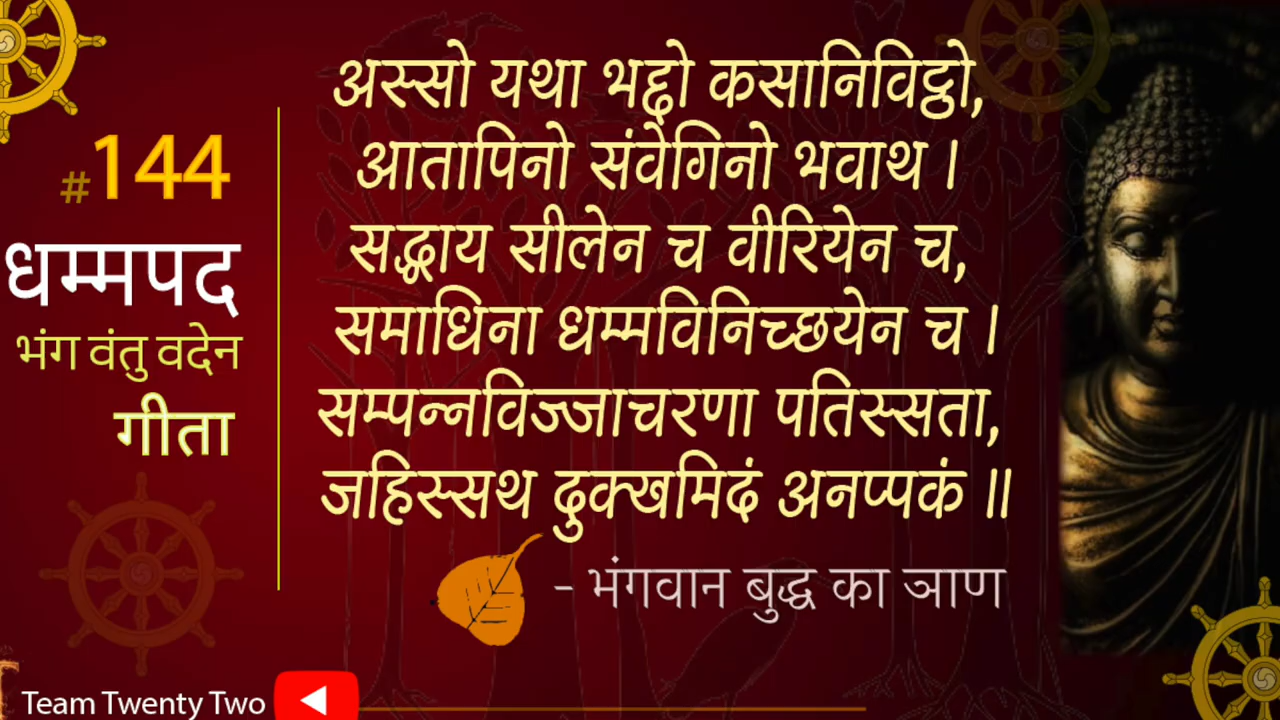 #144
धम्मपद
भंग वंतु वदेन
गीता
अस्सो यथा भद्दो कसानिविट्ठो,
आतापिनो संवेगिनो भवाथ ।
सद्धाय सीलेन च वीरियेन च,
समाधिना धम्मविनिच्छयेन च ।
सम्पन्नविज्जाचरणा पतिस्सता,
जहिस्सथ दुक्खमिदं अनप्पकं ॥
- भंगवान बुद्ध का ञाण
Team Twenty Two